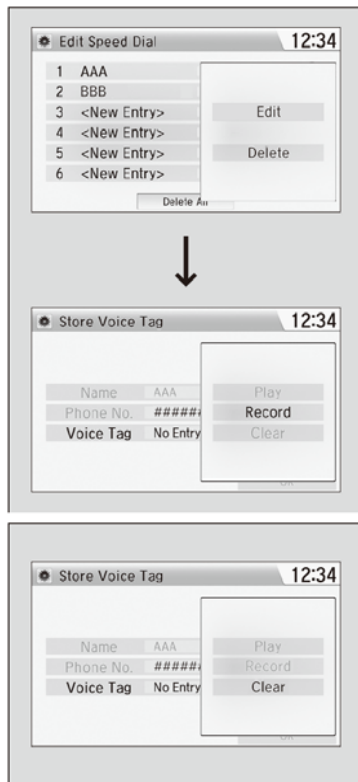 Edit Speed Dial 12:34
1 AAA
2 BBB
3 <New Entry> Edit
4 <New Entry>
5 <New Entry> Delete
6 <New Entry>
Delete All
Store Voice Tag 12:34
Name AAA Play
Phone No. ###### Record
Voice Tag No Entry Clear
OK
Store Voice Tag 12:34
Name AAA Play
Phone No. ###### Record
Voice Tag No Entry Clear
OK